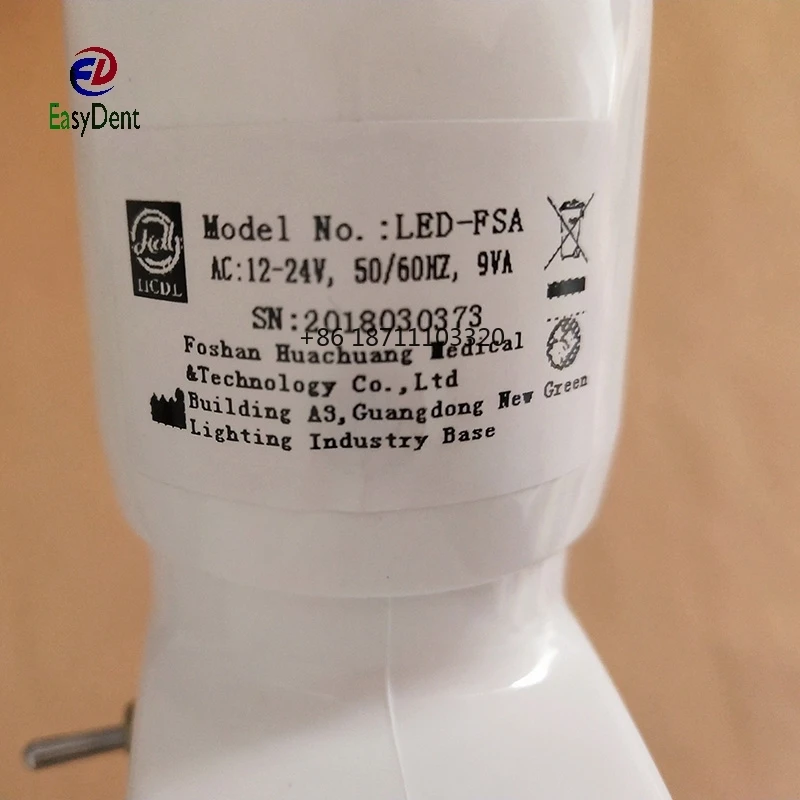 EasyDent
HCDL
Model No.:LED-FSA
AC:12-24V, 50/60HZ, 9VA
SN:2018030373
+86 18711103320
Foshan Huachuang Medical
&Technology Co.,Ltd
Building A3,Guangdong New Green
Lighting Industry Base